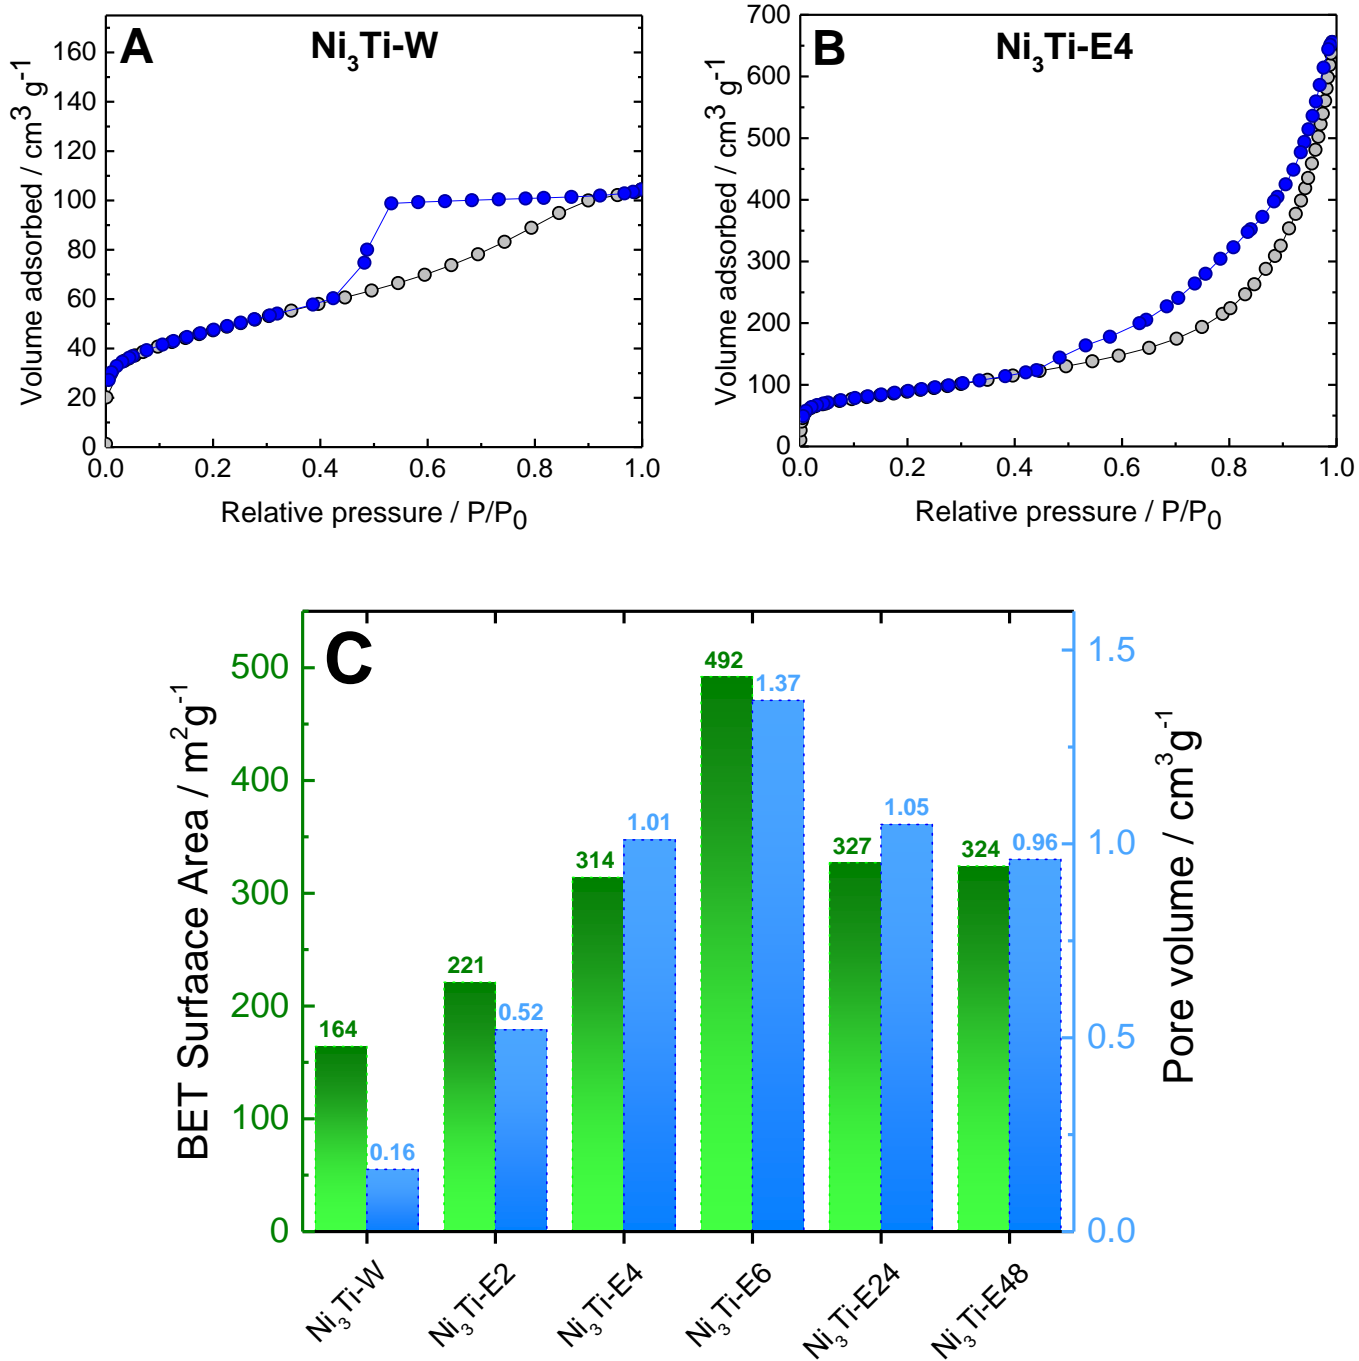 A
Ni3Ti-W
Volume adsorbed / cm3 g-1
160
140
120
100
80
60
40
20
0
0.0 0.2 0.4 0.6 0.8 1.0
Relative pressure / P/P0
B
Ni3Ti-E4
Volume adsorbed / cm3 g-1
700
600
500
400
300
200
100
0
0.0 0.2 0.4 0.6 0.8 1.0
Relative pressure / P/P0
C
BET Surfaace Area / m2g-1
500
400
300
200
100
0
164
0.16
221
0.52
314
1.01
492
1.37
327
1.05
324
0.96
1.5
1.0
0.5
0.0
Pore volume / cm3g-1
Ni3Ti-W
Ni3Ti-E2
Ni3Ti-E4
Ni3Ti-E6
Ni3Ti-E24
Ni3Ti-E48